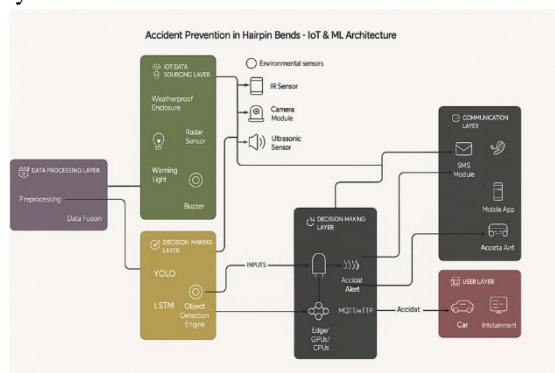 Accident Prevention in Hairpin Bends - IoT & ML Architecture
IOT DATA
SOURCING LAYER
Weatherproof
Enclosure
Radar
Sensor
Warning
Light
Buzzer
Environmental sensors
IR Sensor
Camera
Module
Ultrasonic
Sensor
COMMUNICATION
LAYER
SMS
Module
Mobile App
Acceta Arrt
DATA PROCESSING LAYER
Preprocessing
Data Fusion
DECISION-MAKING
LAYER
YOLO
LSTM
Object
Detection
Engine
INPUTS
DECISION-MAKING
LAYER
Accidat
Alert
Edge/
GPUs/
CPUs
MQTT/wTTP
Accidat
USER LAYER
Car
Infotainment